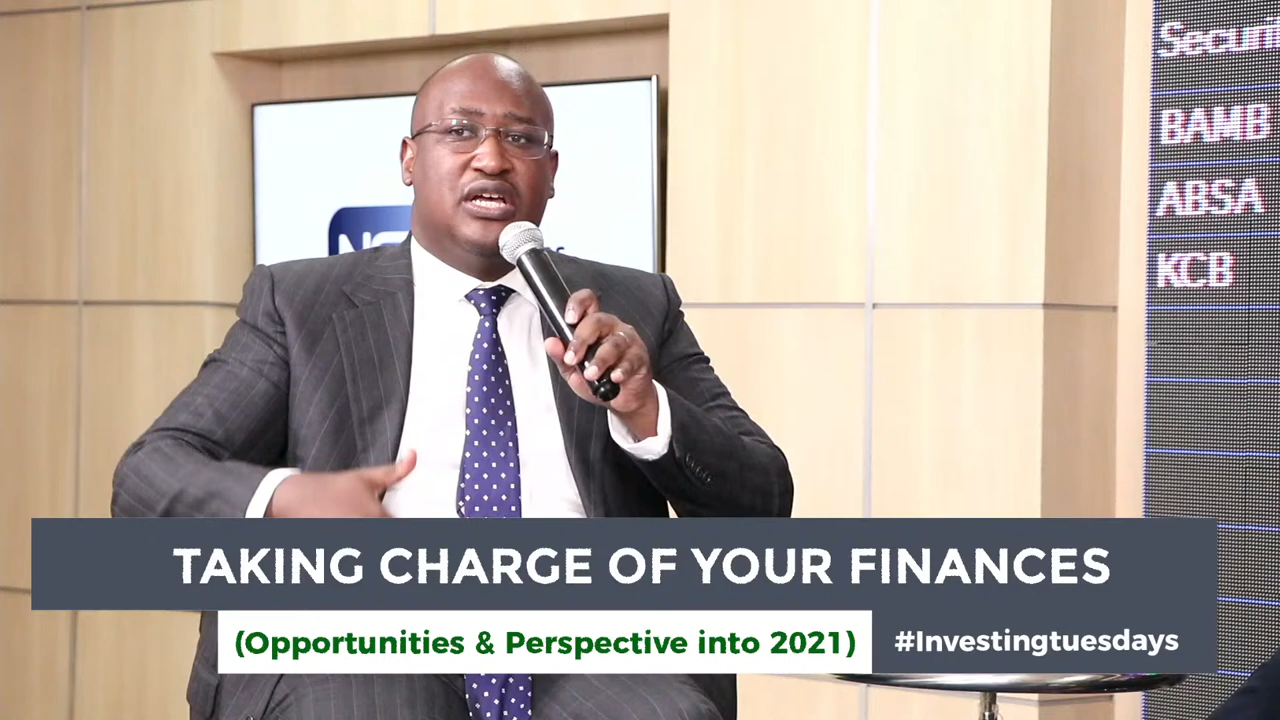 Securi
BAMB
ABSA
KCB
TAKING CHARGE OF YOUR FINANCES
(Opportunities & Perspective into 2021)
#Investingtuesdays